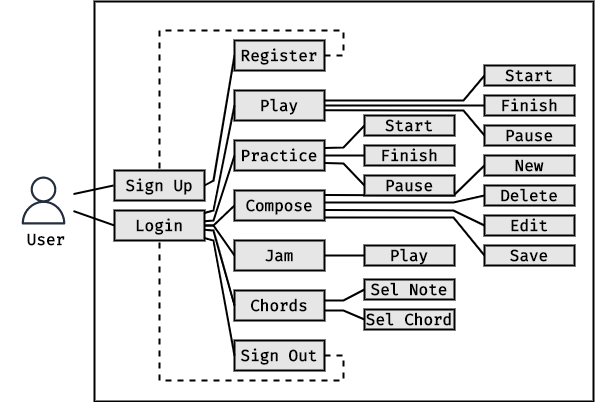 Register
Start
Play
Finish
Start
Pause
Practice
Finish
New
Sign Up
Pause
Delete
Compose
Login
Edit
User
Jam
Play
Save
Sel Note
Chords
Sel Chord
Sign Out